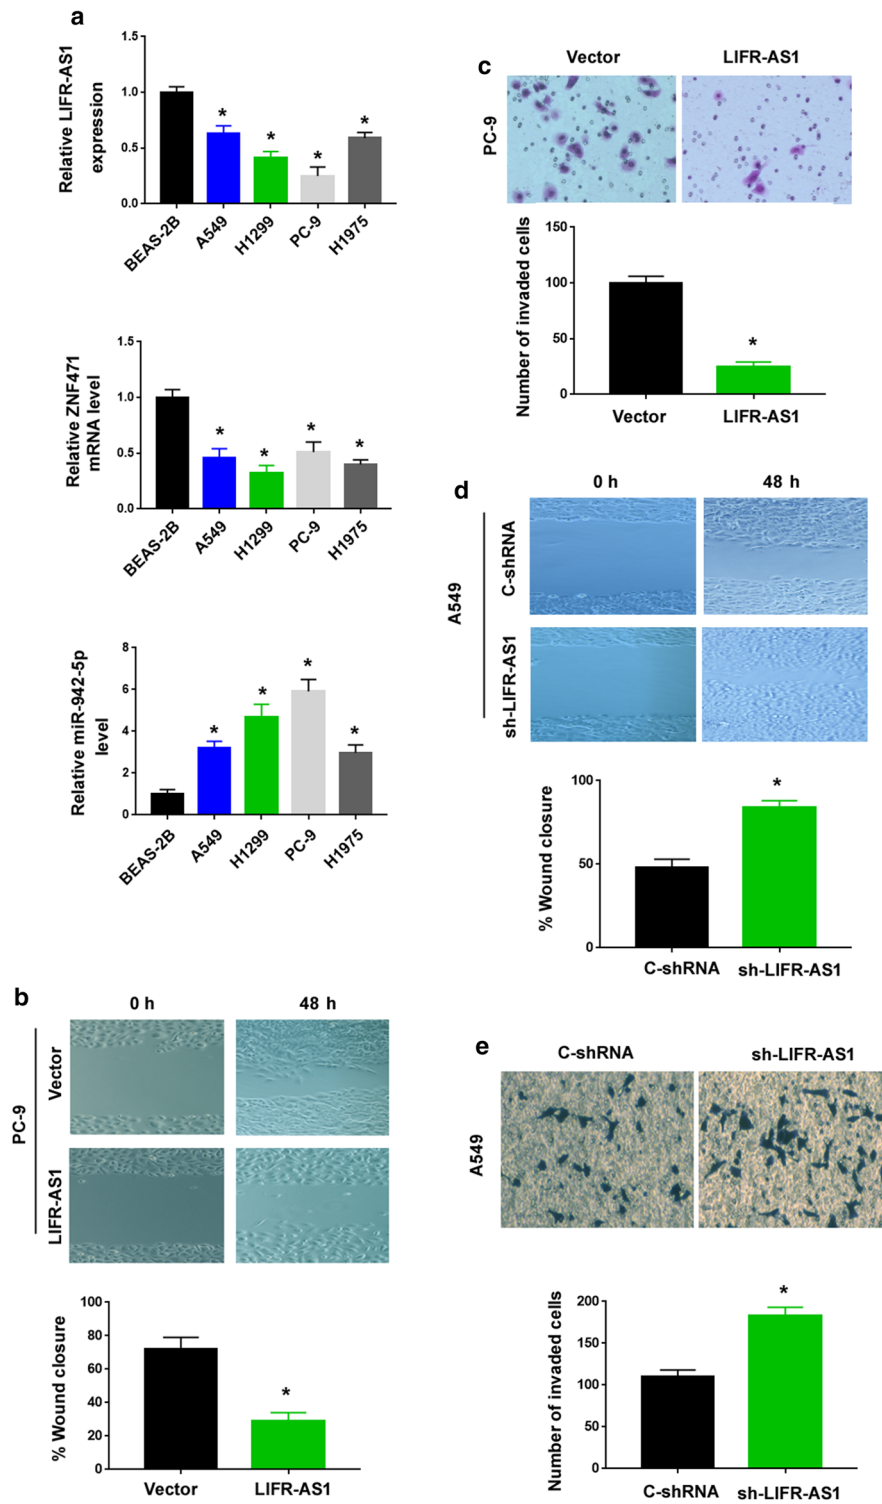 a
Relative LIFR-AS1
expression
1.5
1.0
0.5
0.0
*
*
*
*
BEAS-2B
A549
H1299
PC-9
H1975
Relative ZNF471
mRNA level
1.5
1.0
0.5
0.0
*
*
*
*
BEAS-2B
A549
H1299
PC-9
H1975
Relative miR-942-5p
level
8
6
4
2
0
*
*
*
*
BEAS-2B
A549
H1299
PC-9
H1975
b
0 h
48 h
PC-9
Vector
LIFR-AS1
% Wound closure
100
80
60
40
20
0
*
Vector
LIFR-AS1
c
Vector
LIFR-AS1
PC-9
Number of invaded cells
150
100
50
0
*
Vector
LIFR-AS1
d
0 h
48 h
A549
C-shRNA
sh-LIFR-AS1
% Wound closure
100
50
0
*
C-shRNA
sh-LIFR-AS1
e
C-shRNA
sh-LIFR-AS1
A549
Number of invaded cells
200
150
100
50
0
*
C-shRNA
sh-LIFR-AS1